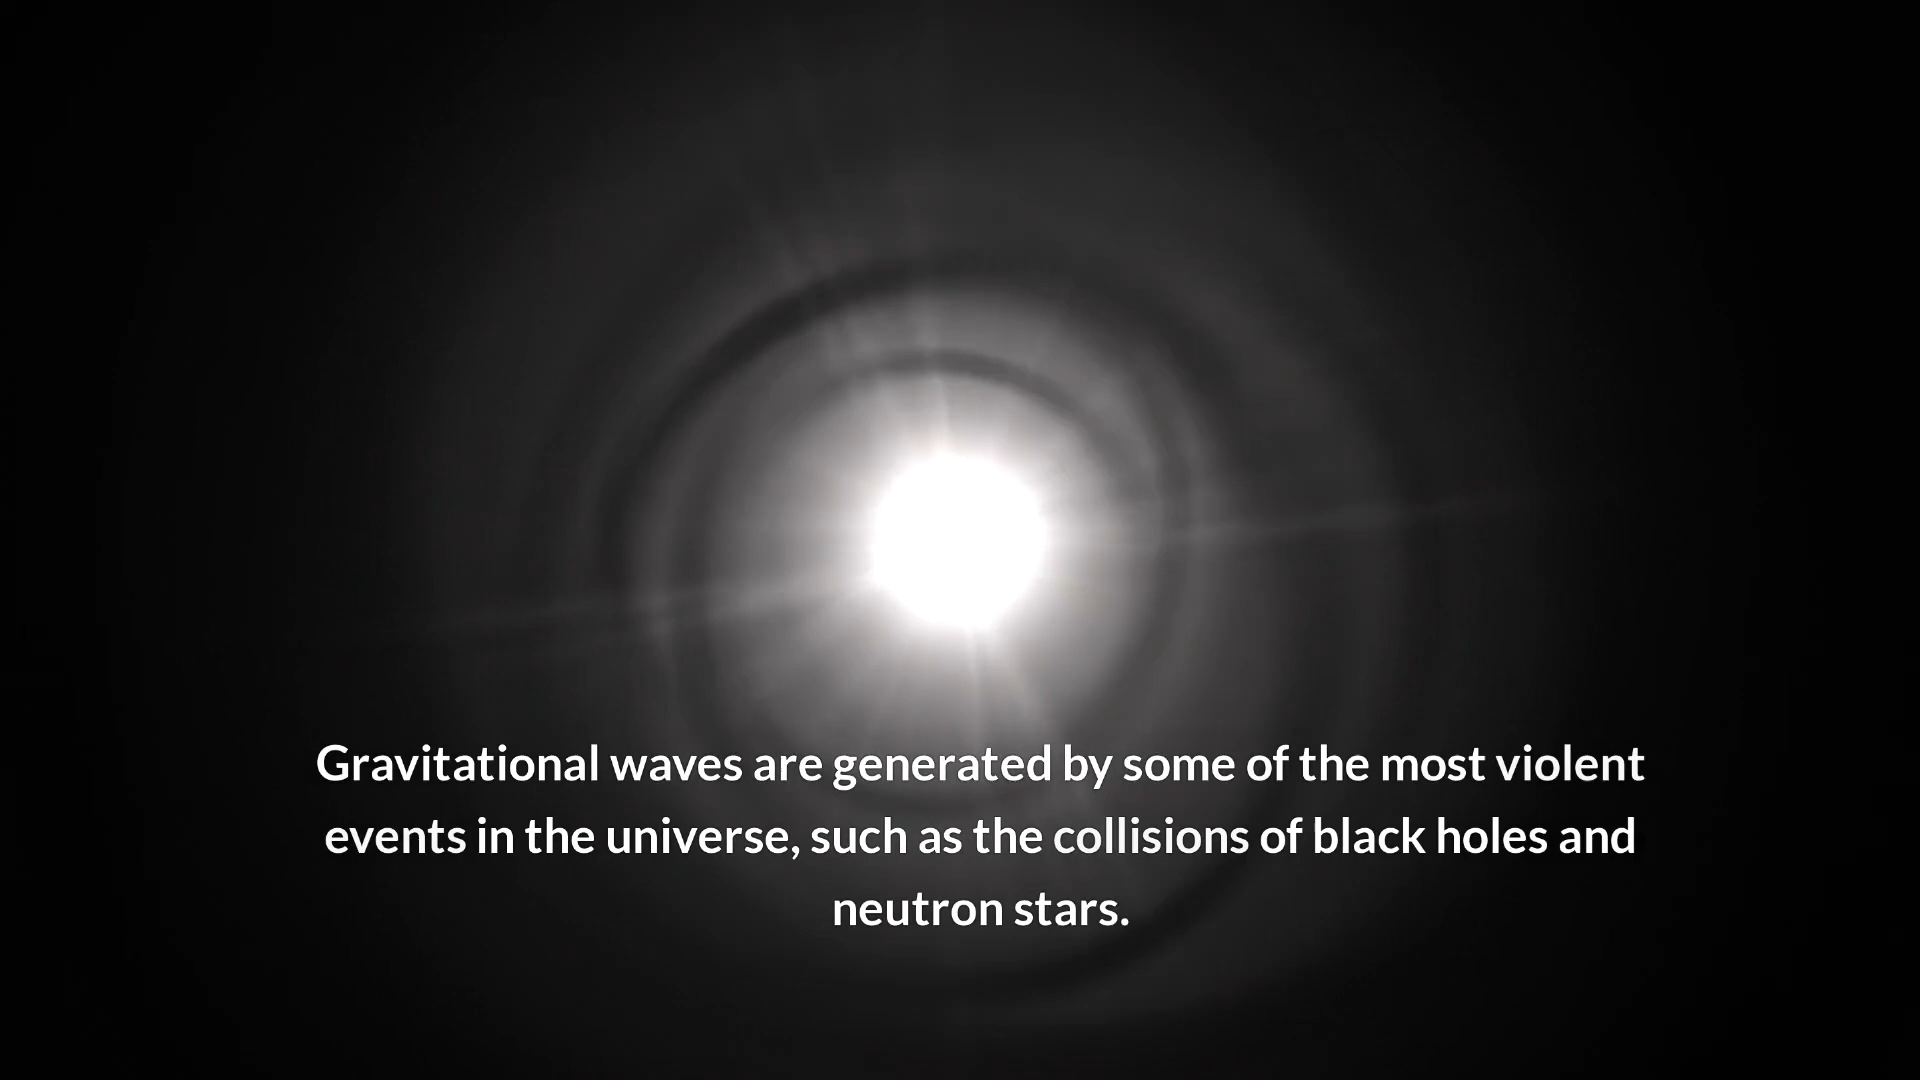 Gravitational waves are generated by some of the most violent
events in the universe, such as the collisions of black holes and
neutron stars.